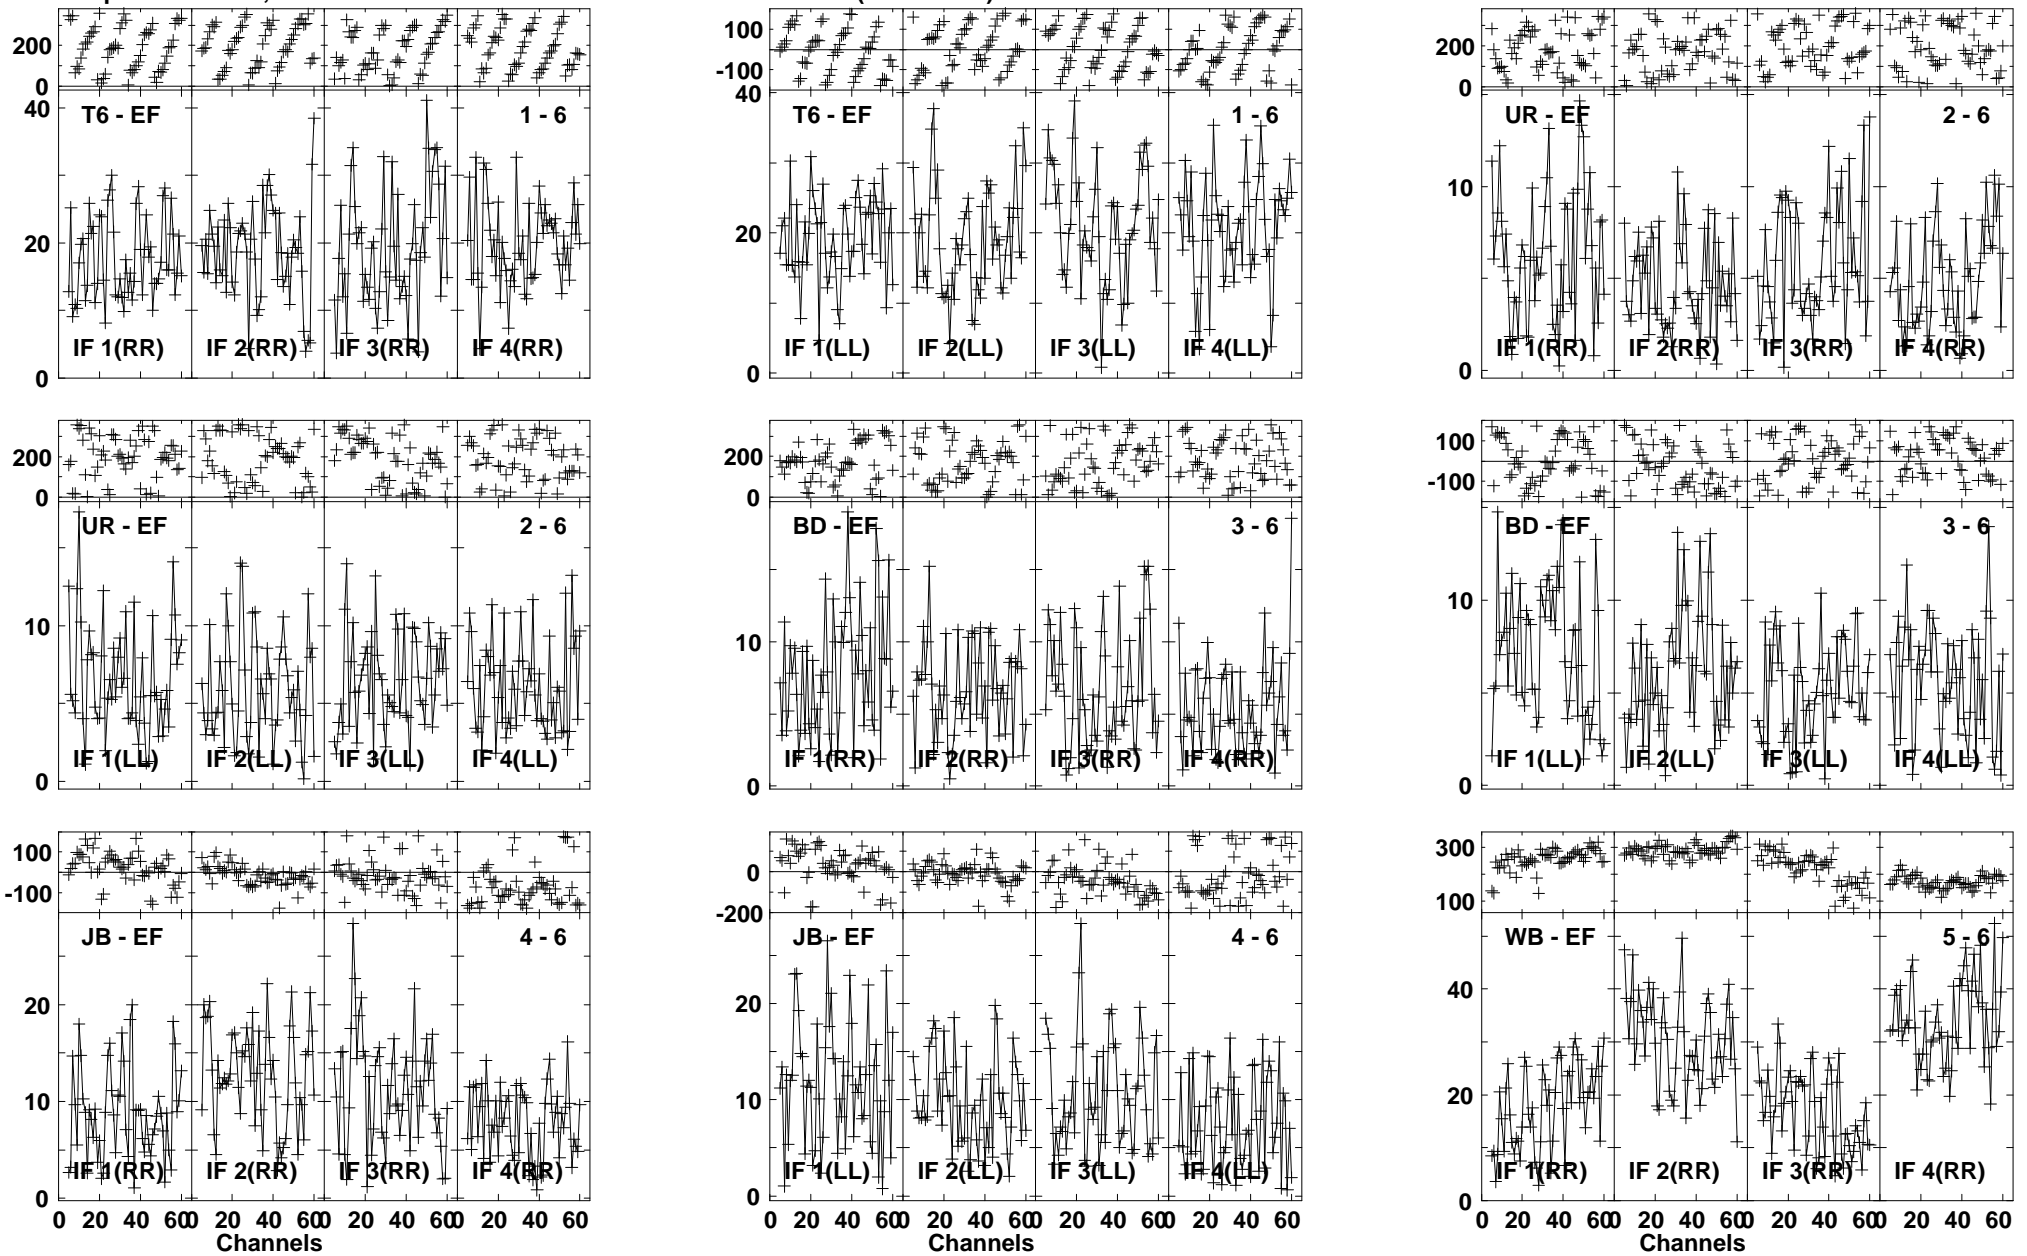 200
0
T6 - EF 1 - 6
40
20
0
IF 1(RR) IF 2(RR) IF 3(RR) IF 4(RR)
100
-100
T6 - EF 1 - 6
40
20
0
IF 1(LL) IF 2(LL) IF 3(LL) IF 4(LL)
200
0
UR - EF 2 - 6
10
0
IF 1(RR) IF 2(RR) IF 3(RR) IF 4(RR)
200
0
UR - EF 2 - 6
10
0
IF 1(LL) IF 2(LL) IF 3(LL) IF 4(LL)
200
0
BD - EF 3 - 6
10
0
IF 1(RR) IF 2(RR) IF 3(RR) IF 4(RR)
100
-100
BD - EF 3 - 6
10
0
IF 1(LL) IF 2(LL) IF 3(LL) IF 4(LL)
100
-100
JB - EF 4 - 6
20
10
0
IF 1(RR) IF 2(RR) IF 3(RR) IF 4(RR)
0 20 40 60 0 20 40 60 0 20 40 60 0 20 40 60
Channels
0
-200
JB - EF 4 - 6
20
10
0
IF 1(LL) IF 2(LL) IF 3(LL) IF 4(LL)
0 20 40 60 0 20 40 60 0 20 40 60 0 20 40 60
Channels
300
100
WB - EF 5 - 6
40
20
0
IF 1(RR) IF 2(RR) IF 3(RR) IF 4(RR)
0 20 40 60 0 20 40 60 0 20 40 60 0 20 40 60
Channels